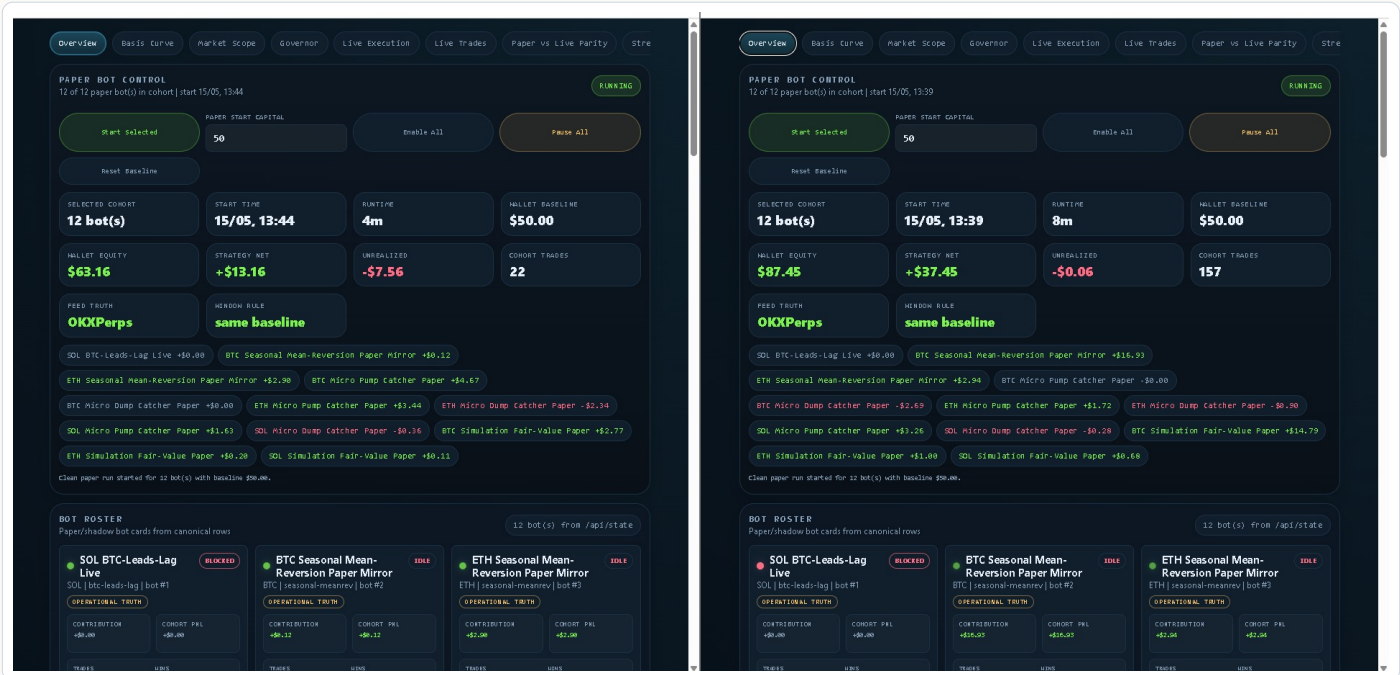 Overview Basis Curve Market Scope Governor Live Execution Live Trades Paper vs Live Parity Stre
PAPER BOT CONTROL
12 of 12 paper bot(s) in cohort | start 15/05, 13:44
RUNNING
Start Selected
PAPER START CAPITAL
50
Enable All
Pause All
Reset Baseline
SELECTED COHORT
12 bot(s)
START TIME
15/05, 13:44
RUNTIME
4m
WALLET BASELINE
$50.00
WALLET EQUITY
$63.16
STRATEGY NET
+$13.16
UNREALIZED
-$7.56
COHORT TRADES
22
FEED TRUTH
OKXPerps
WINDOW RULE
same baseline
SOL BTC-Leads-Lag Live +$0.00 BTC Seasonal Mean-Reversion Paper Mirror +$0.12
ETH Seasonal Mean-Reversion Paper Mirror +$2.90 BTC Micro Pump Catcher Paper +$4.67
BTC Micro Dump Catcher Paper +$0.00 ETH Micro Pump Catcher Paper +$3.44 ETH Micro Dump Catcher Paper -$2.34
SOL Micro Pump Catcher Paper +$1.63 SOL Micro Dump Catcher Paper -$0.36 BTC Simulation Fair-Value Paper +$2.77
ETH Simulation Fair-Value Paper +$0.20 SOL Simulation Fair-Value Paper +$0.11
Clean paper run started for 12 bot(s) with baseline $50.00.
BOT ROSTER
Paper/shadow bot cards from canonical rows
12 bot(s) from /api/state
SOL BTC-Leads-Lag
Live
BLOCKED
SOL | btc-leads-lag | bot #1
OPERATIONAL TRUTH
CONTRIBUTION
+$0.00
COHORT PNL
+$0.00
BTC Seasonal Mean-
Reversion Paper Mirror
IDLE
BTC | seasonal-meanrev | bot #2
OPERATIONAL TRUTH
CONTRIBUTION
+$0.12
COHORT PNL
+$0.12
ETH Seasonal Mean-
Reversion Paper Mirror
IDLE
ETH | seasonal-meanrev | bot #3
OPERATIONAL TRUTH
CONTRIBUTION
+$2.90
COHORT PNL
+$2.90
TRADES WINS TRADES WINS TRADES WINS
Overview Basis Curve Market Scope Governor Live Execution Live Trades Paper vs Live Parity Stre
PAPER BOT CONTROL
12 of 12 paper bot(s) in cohort | start 15/05, 13:39
RUNNING
Start Selected
PAPER START CAPITAL
50
Enable All
Pause All
Reset Baseline
SELECTED COHORT
12 bot(s)
START TIME
15/05, 13:39
RUNTIME
8m
WALLET BASELINE
$50.00
WALLET EQUITY
$87.45
STRATEGY NET
+$37.45
UNREALIZED
-$0.06
COHORT TRADES
157
FEED TRUTH
OKXPerps
WINDOW RULE
same baseline
SOL BTC-Leads-Lag Live +$0.00 BTC Seasonal Mean-Reversion Paper Mirror +$16.93
ETH Seasonal Mean-Reversion Paper Mirror +$2.94 BTC Micro Pump Catcher Paper -$0.00
BTC Micro Dump Catcher Paper -$2.69 ETH Micro Pump Catcher Paper +$1.72 ETH Micro Dump Catcher Paper -$0.90
SOL Micro Pump Catcher Paper +$3.26 SOL Micro Dump Catcher Paper -$0.28 BTC Simulation Fair-Value Paper +$14.79
ETH Simulation Fair-Value Paper +$1.00 SOL Simulation Fair-Value Paper +$0.68
Clean paper run started for 12 bot(s) with baseline $50.00.
BOT ROSTER
Paper/shadow bot cards from canonical rows
12 bot(s) from /api/state
SOL BTC-Leads-Lag
Live
BLOCKED
SOL | btc-leads-lag | bot #1
OPERATIONAL TRUTH
CONTRIBUTION
+$0.00
COHORT PNL
+$0.00
BTC Seasonal Mean-
Reversion Paper Mirror
IDLE
BTC | seasonal-meanrev | bot #2
OPERATIONAL TRUTH
CONTRIBUTION
+$16.93
COHORT PNL
+$16.93
ETH Seasonal Mean-
Reversion Paper Mirror
IDLE
ETH | seasonal-meanrev | bot #3
OPERATIONAL TRUTH
CONTRIBUTION
+$2.94
COHORT PNL
+$2.94
TRADES WINS TRADES WINS TRADES WINS